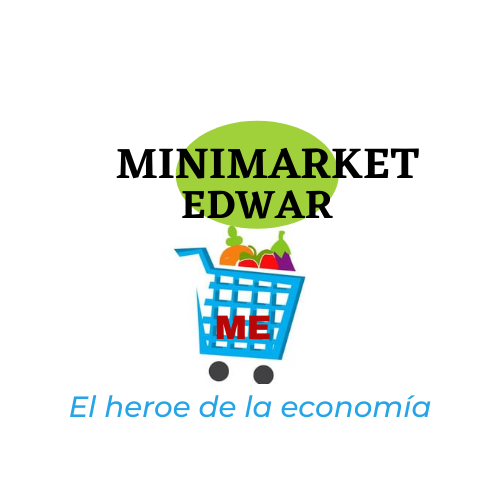 MINIMARKET
EDWAR
ME
El heroe de la economía